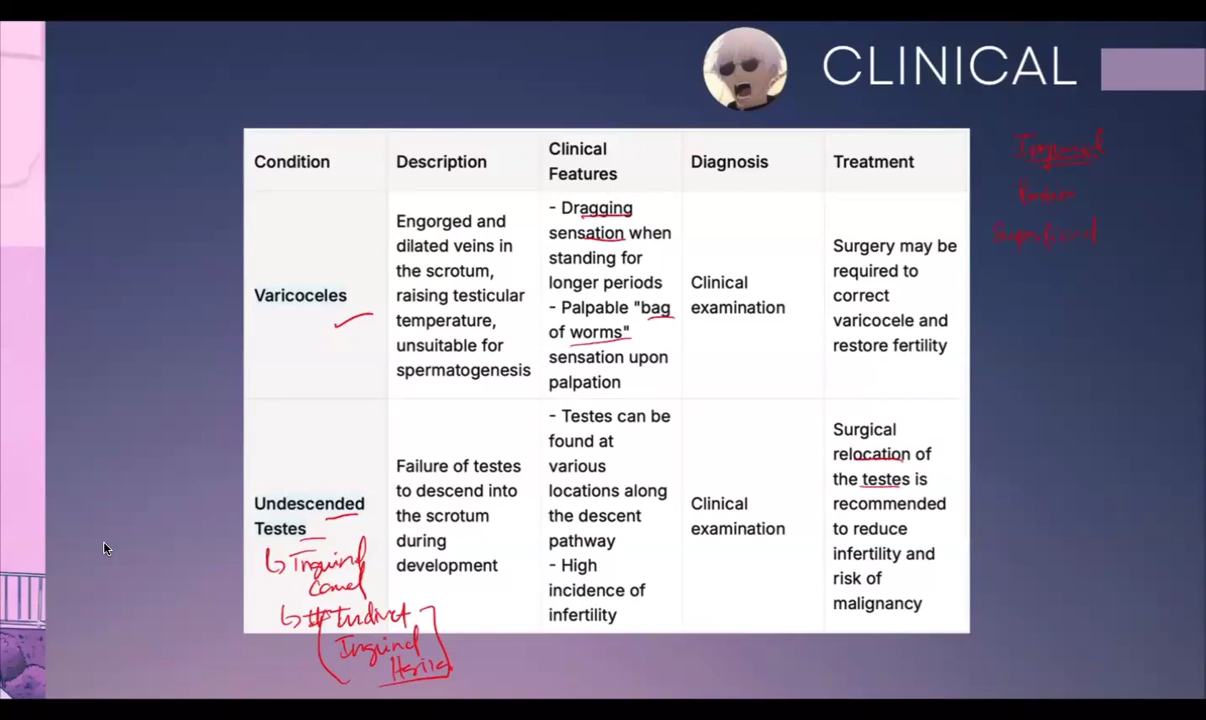 CLINICAL
Condition
Description
Clinical
Features
Diagnosis
Treatment
Varicoceles
Engorged and
dilated veins in
the scrotum,
raising testicular
temperature,
unsuitable for
spermatogenesis
- Dragging
sensation when
standing for
longer periods
- Palpable "bag
of worms"
sensation upon
palpation
Clinical
examination
Surgery may be
required to
correct
varicocele and
restore fertility
Undescended
Testes
Failure of testes
to descend into
the scrotum
during
development
- Testes can be
found at
various
locations along
the descent
pathway
- High
incidence of
infertility
Clinical
examination
Surgical
relocation of
the testes is
recommended
to reduce
infertility and
risk of
malignancy
Inguinal
Superficial
Inguinal
Canal
Indirect
Inguinal